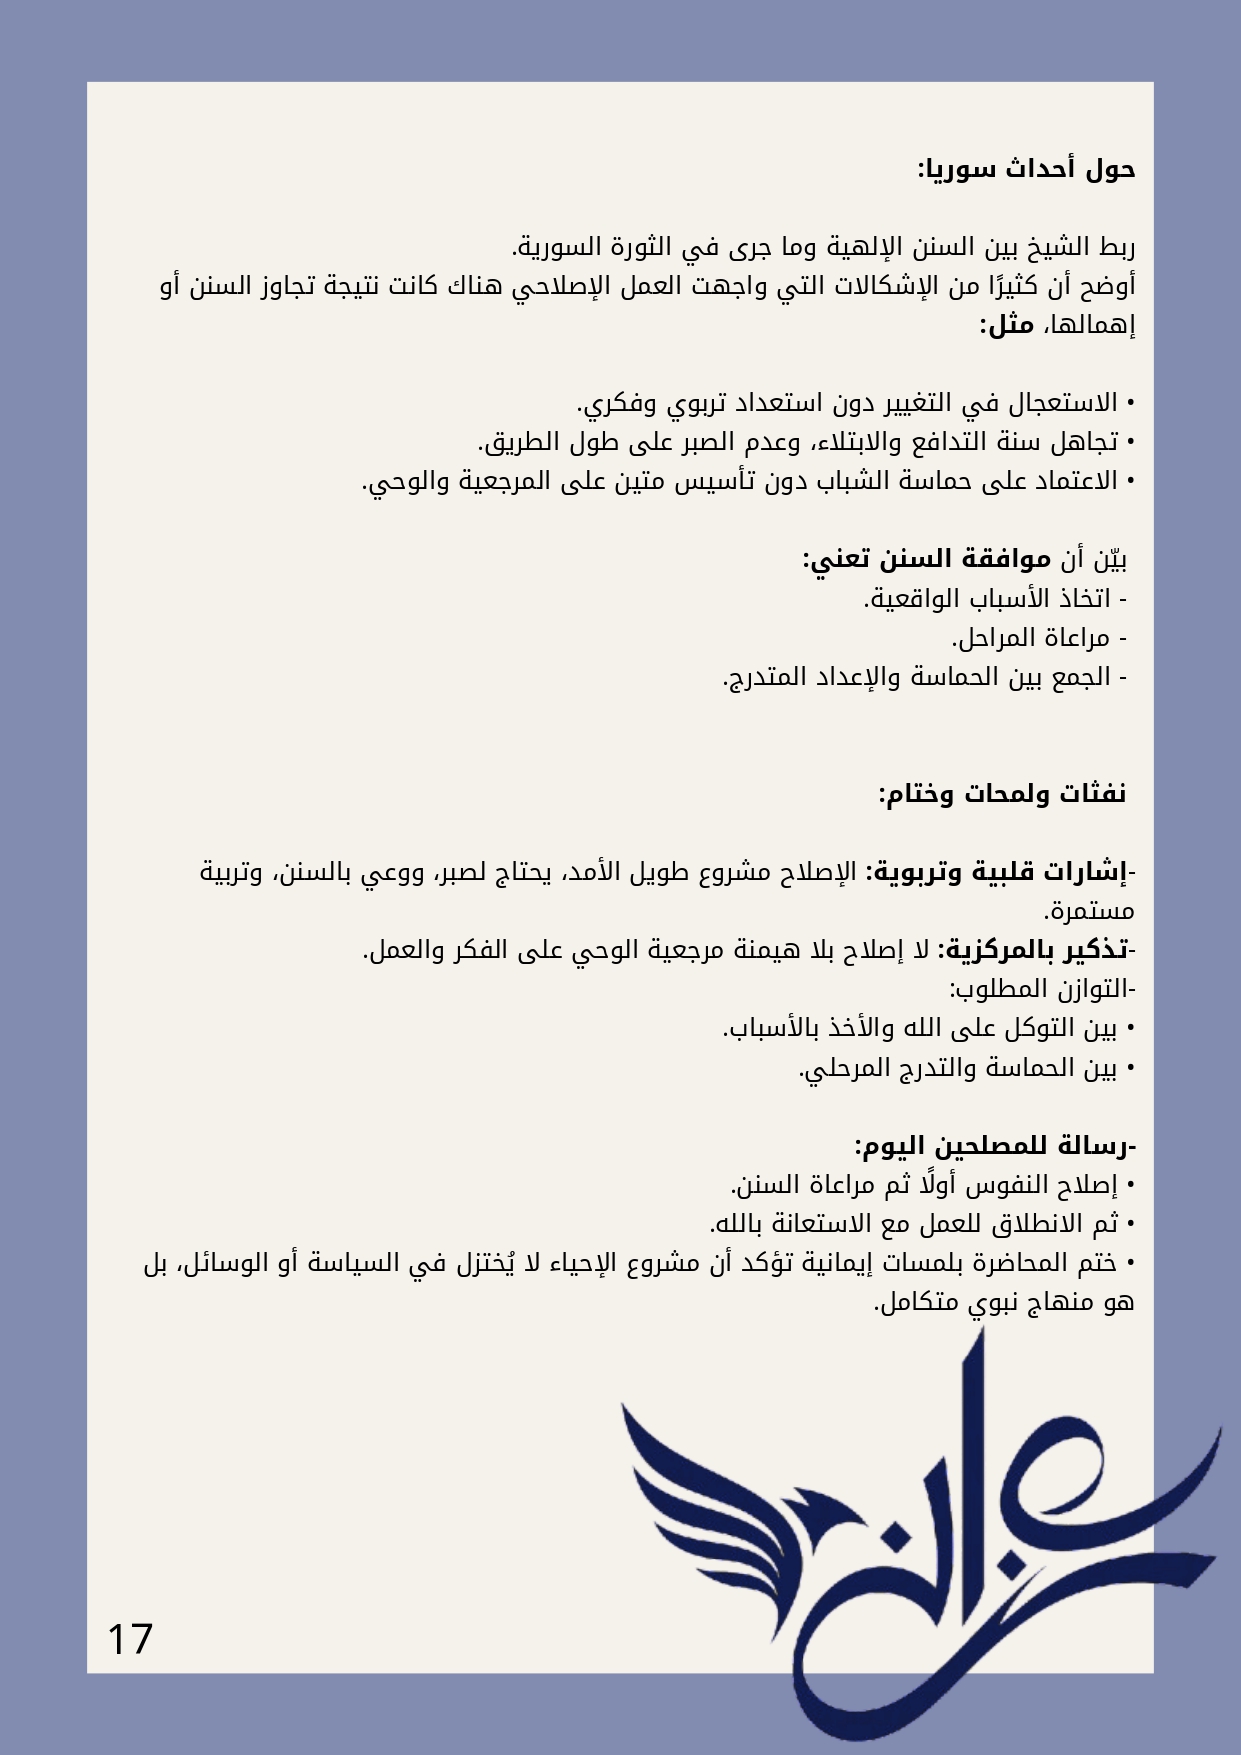 حول أحداث سوريا:
ربط الشيخ بين السنن الإلهية وما جرى في الثورة السورية.
أوضح أن كثيرًا من الإشكالات التي واجهت العمل الإصلاحي هناك كانت نتيجة تجاوز السنن أو
إهمالها، مثل:
• الاستعجال في التغيير دون استعداد تربوي وفكري.
• تجاهل سنة التدافع والابتلاء، وعدم الصبر على طول الطريق.
• الاعتماد على حماسة الشباب دون تأسيس متين على المرجعية والوحي.
بيّن أن موافقة السنن تعني:
- اتخاذ الأسباب الواقعية.
- مراعاة المراحل.
- الجمع بين الحماسة والإعداد المتدرج.
نفثات ولمحات وختام:
-إشارات قلبية وتربوية: الإصلاح مشروع طويل الأمد، يحتاج لصبر، ووعي بالسنن، وتربية
مستمرة.
-تذكير بالمركزية: لا إصلاح بلا هيمنة مرجعية الوحي على الفكر والعمل.
-التوازن المطلوب:
• بين التوكل على الله والأخذ بالأسباب.
• بين الحماسة والتدرج المرحلي.
-رسالة للمصلحين اليوم:
• إصلاح النفوس أولًا ثم مراعاة السنن.
• ثم الانطلاق للعمل مع الاستعانة بالله.
• ختم المحاضرة بلمسات إيمانية تؤكد أن مشروع الإحياء لا يُختزل في السياسة أو الوسائل، بل
هو منهاج نبوي متكامل.
17